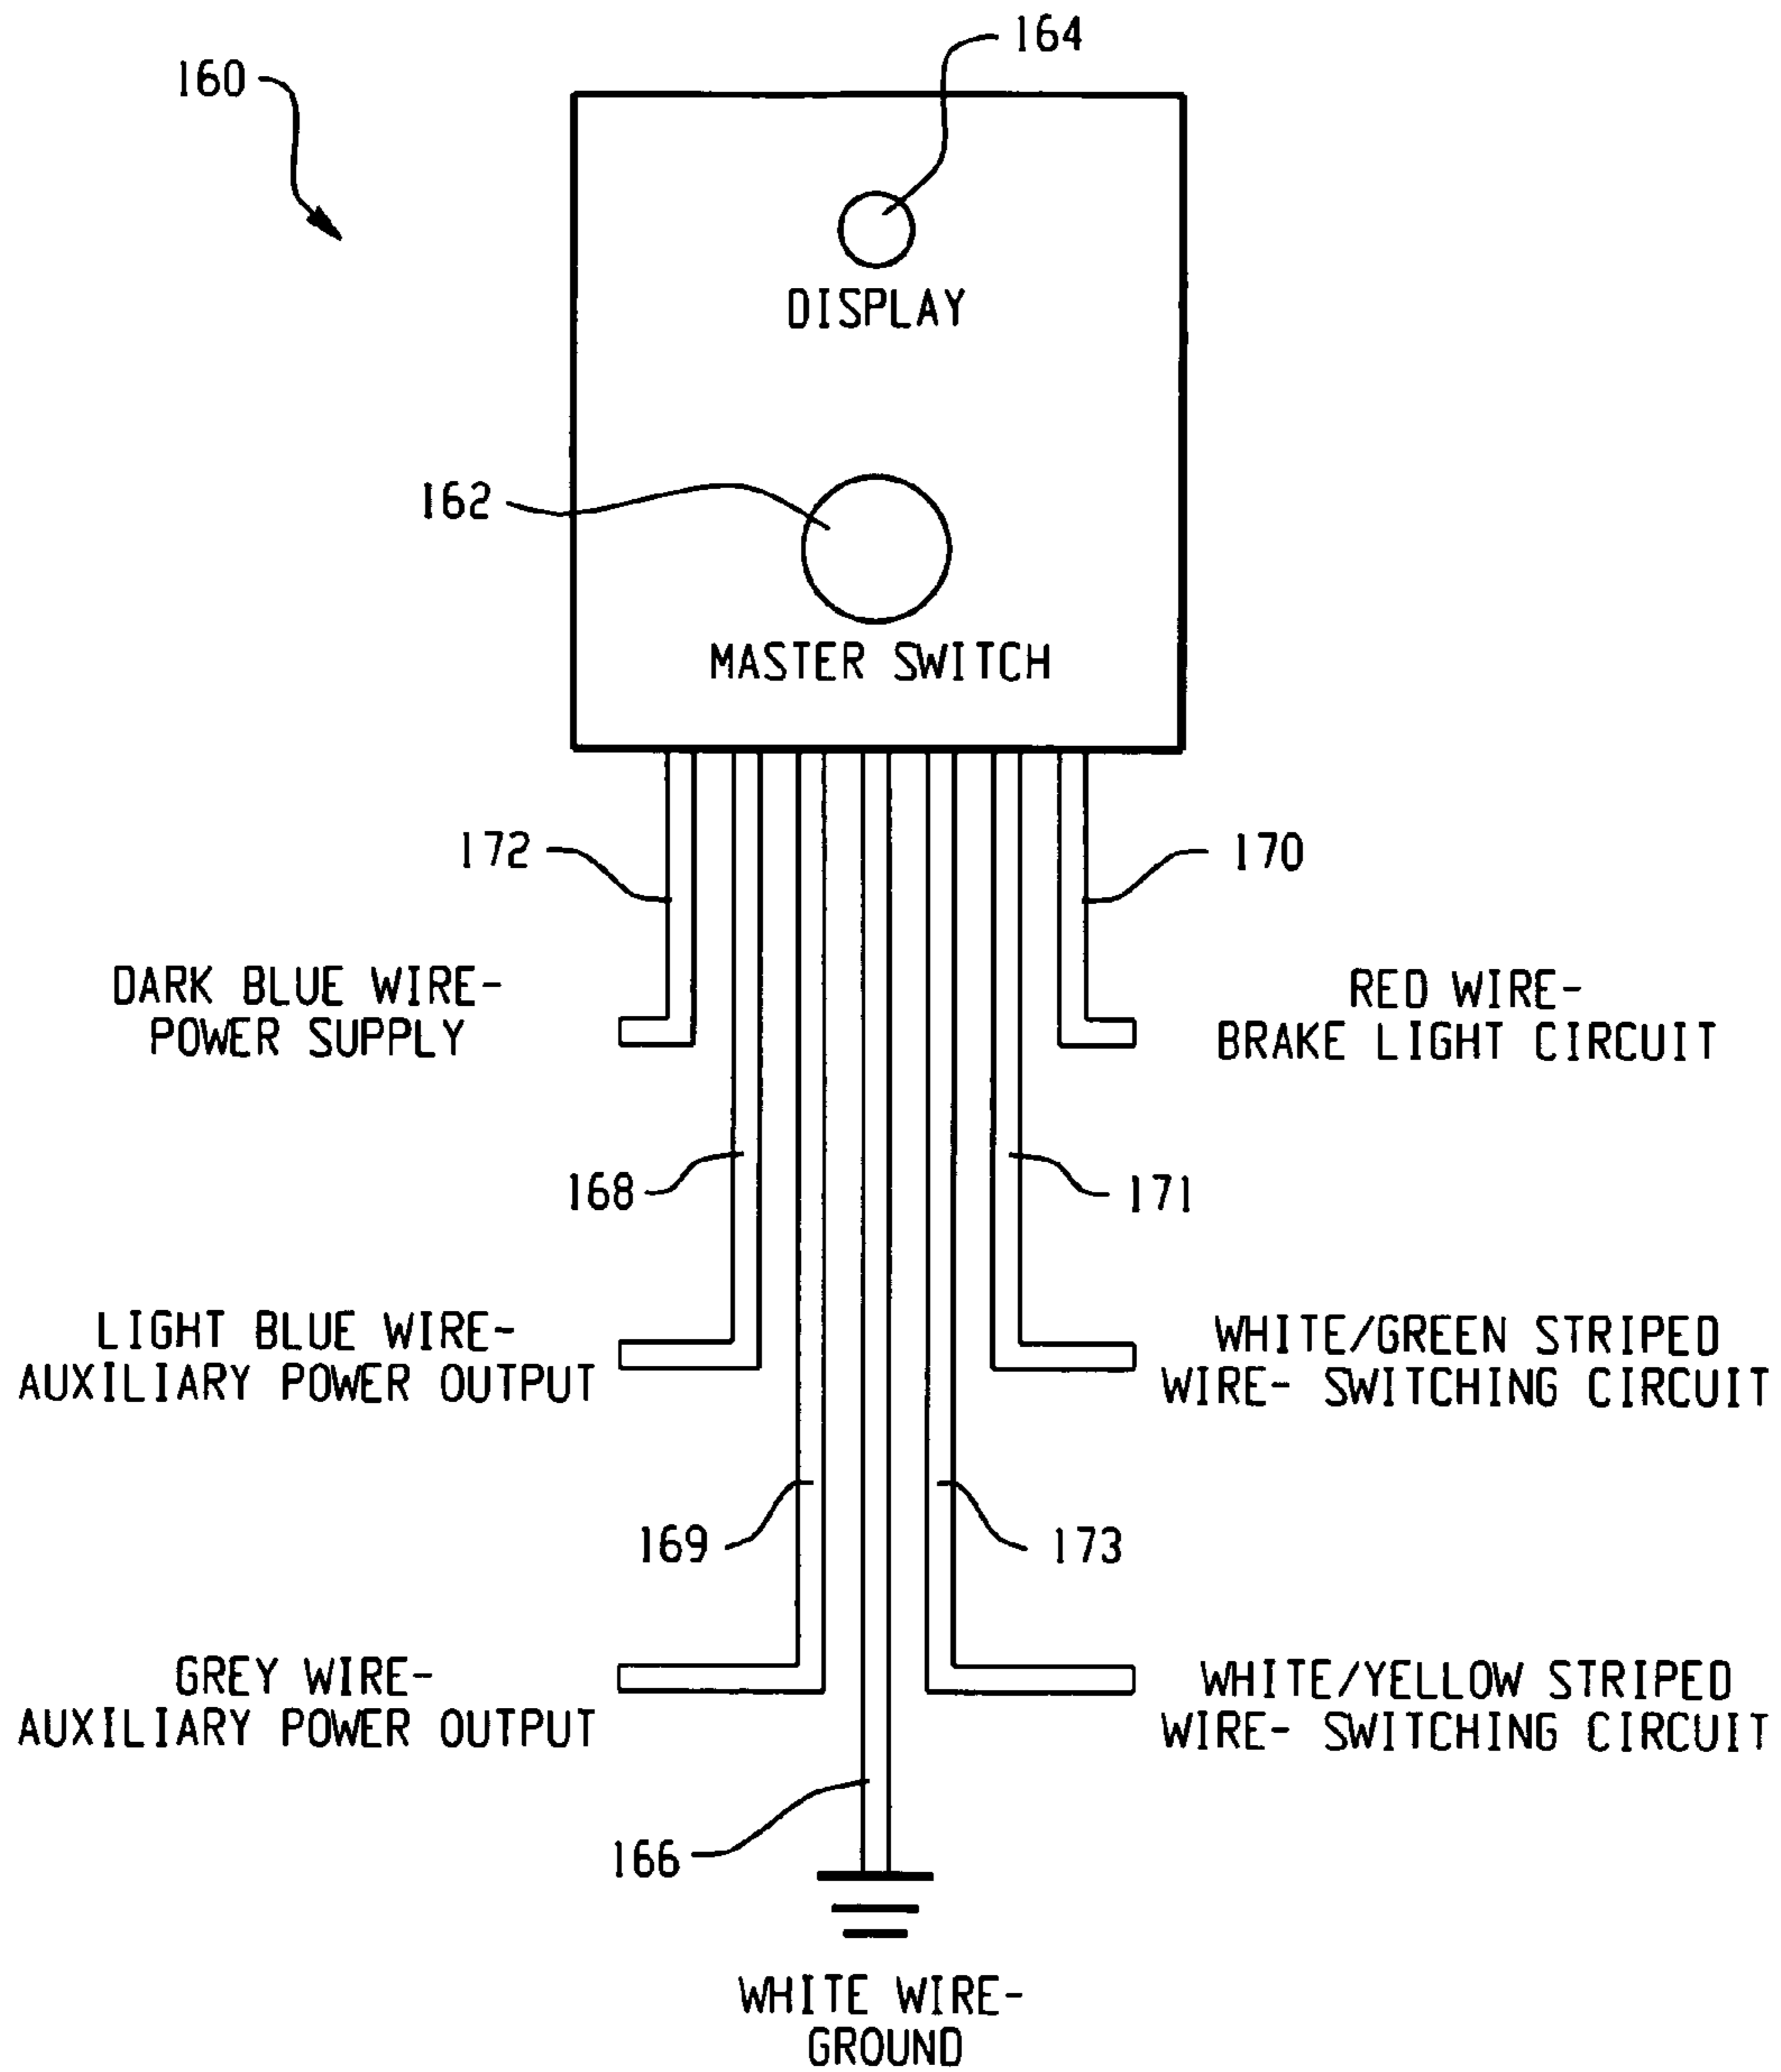 164
160
DISPLAY
162
MASTER SWITCH
172
170
DARK BLUE WIRE-
POWER SUPPLY
RED WIRE-
BRAKE LIGHT CIRCUIT
168
171
LIGHT BLUE WIRE-
AUXILIARY POWER OUTPUT
WHITE/GREEN STRIPED
WIRE- SWITCHING CIRCUIT
169
173
GREY WIRE-
AUXILIARY POWER OUTPUT
WHITE/YELLOW STRIPED
WIRE- SWITCHING CIRCUIT
166
WHITE WIRE-
GROUND